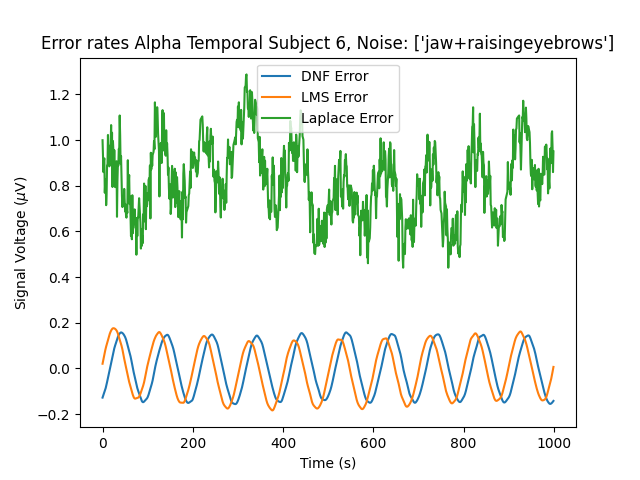 Error rates Alpha Temporal Subject 6, Noise: ['jaw+raisingeyebrows']
DNF Error
LMS Error
Laplace Error
Signal Voltage (μV)
1.2
1.0
0.8
0.6
0.4
0.2
0.0
−0.2
0 200 400 600 800 1000
Time (s)